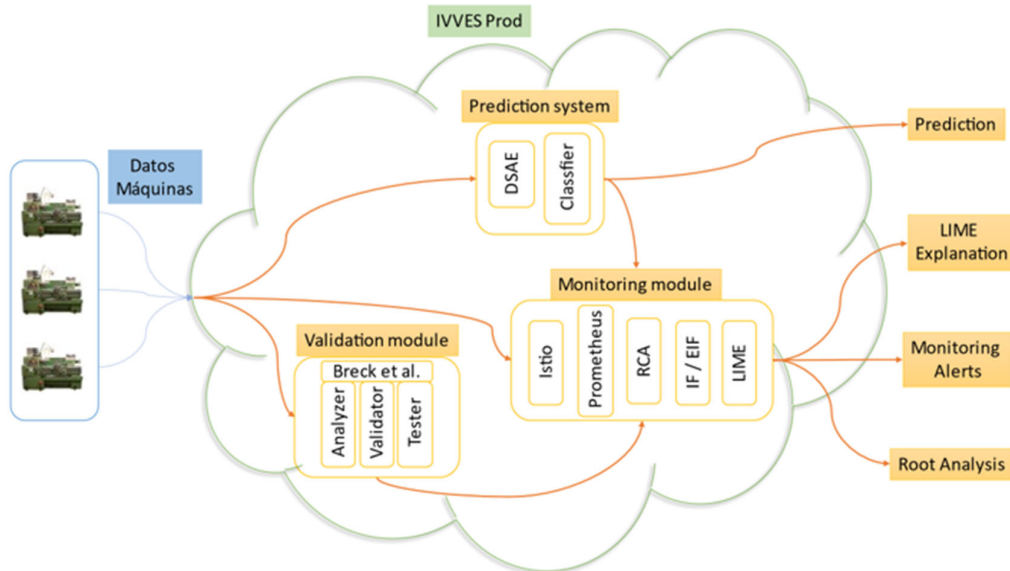 IVVES Prod
Prediction system
DSAE
Classfier
Prediction
Datos
Máquinas
LIME
Explanation
Monitoring module
Istio
Prometheus
RCA
IF / EIF
LIME
Validation module
Breck et al.
Analyzer
Validator
Tester
Monitoring
Alerts
Root Analysis